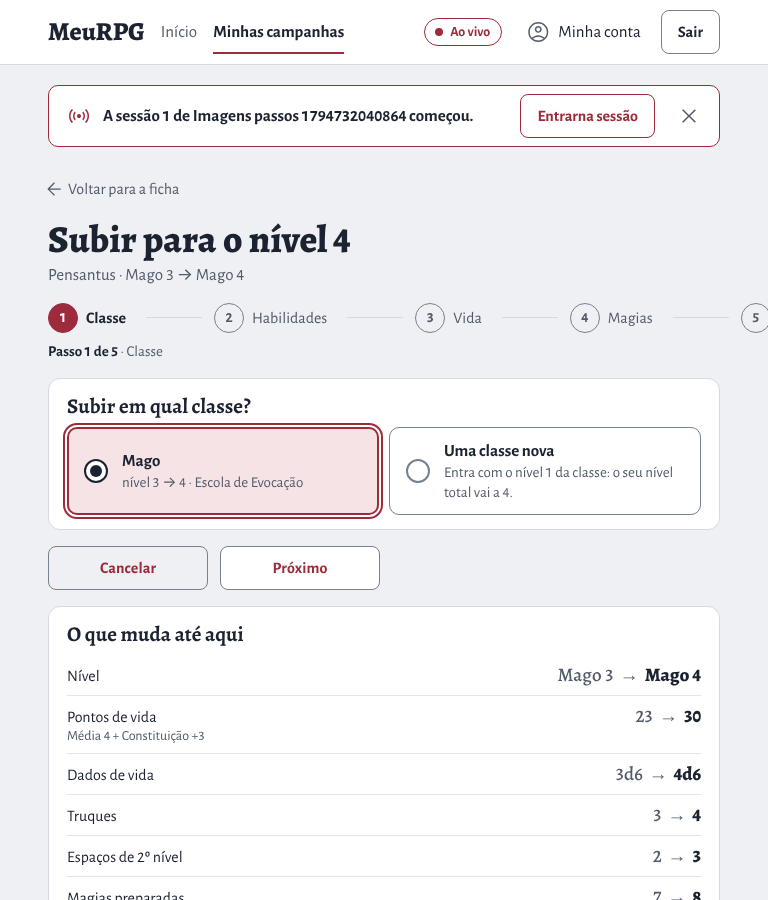 MeuRPG Início Minhas campanhas Ao vivo Minha conta Sair
A sessão 1 de Imagens passos 1794732040864 começou. Entrarna sessão
← Voltar para a ficha
Subir para o nível 4
Pensantus · Mago 3 → Mago 4
1 Classe 2 Habilidades 3 Vida 4 Magias 5
Passo 1 de 5 · Classe
Subir em qual classe?
Mago
nível 3 → 4 · Escola de Evocação
Uma classe nova
Entra com o nível 1 da classe: o seu nível
total vai a 4.
Cancelar Próximo
O que muda até aqui
Nível Mago 3 → Mago 4
Pontos de vida 23 → 30
Média 4 + Constituição +3
Dados de vida 3d6 → 4d6
Truques 3 → 4
Espaços de 2º nível 2 → 3
Magias preparadas 7 → 8